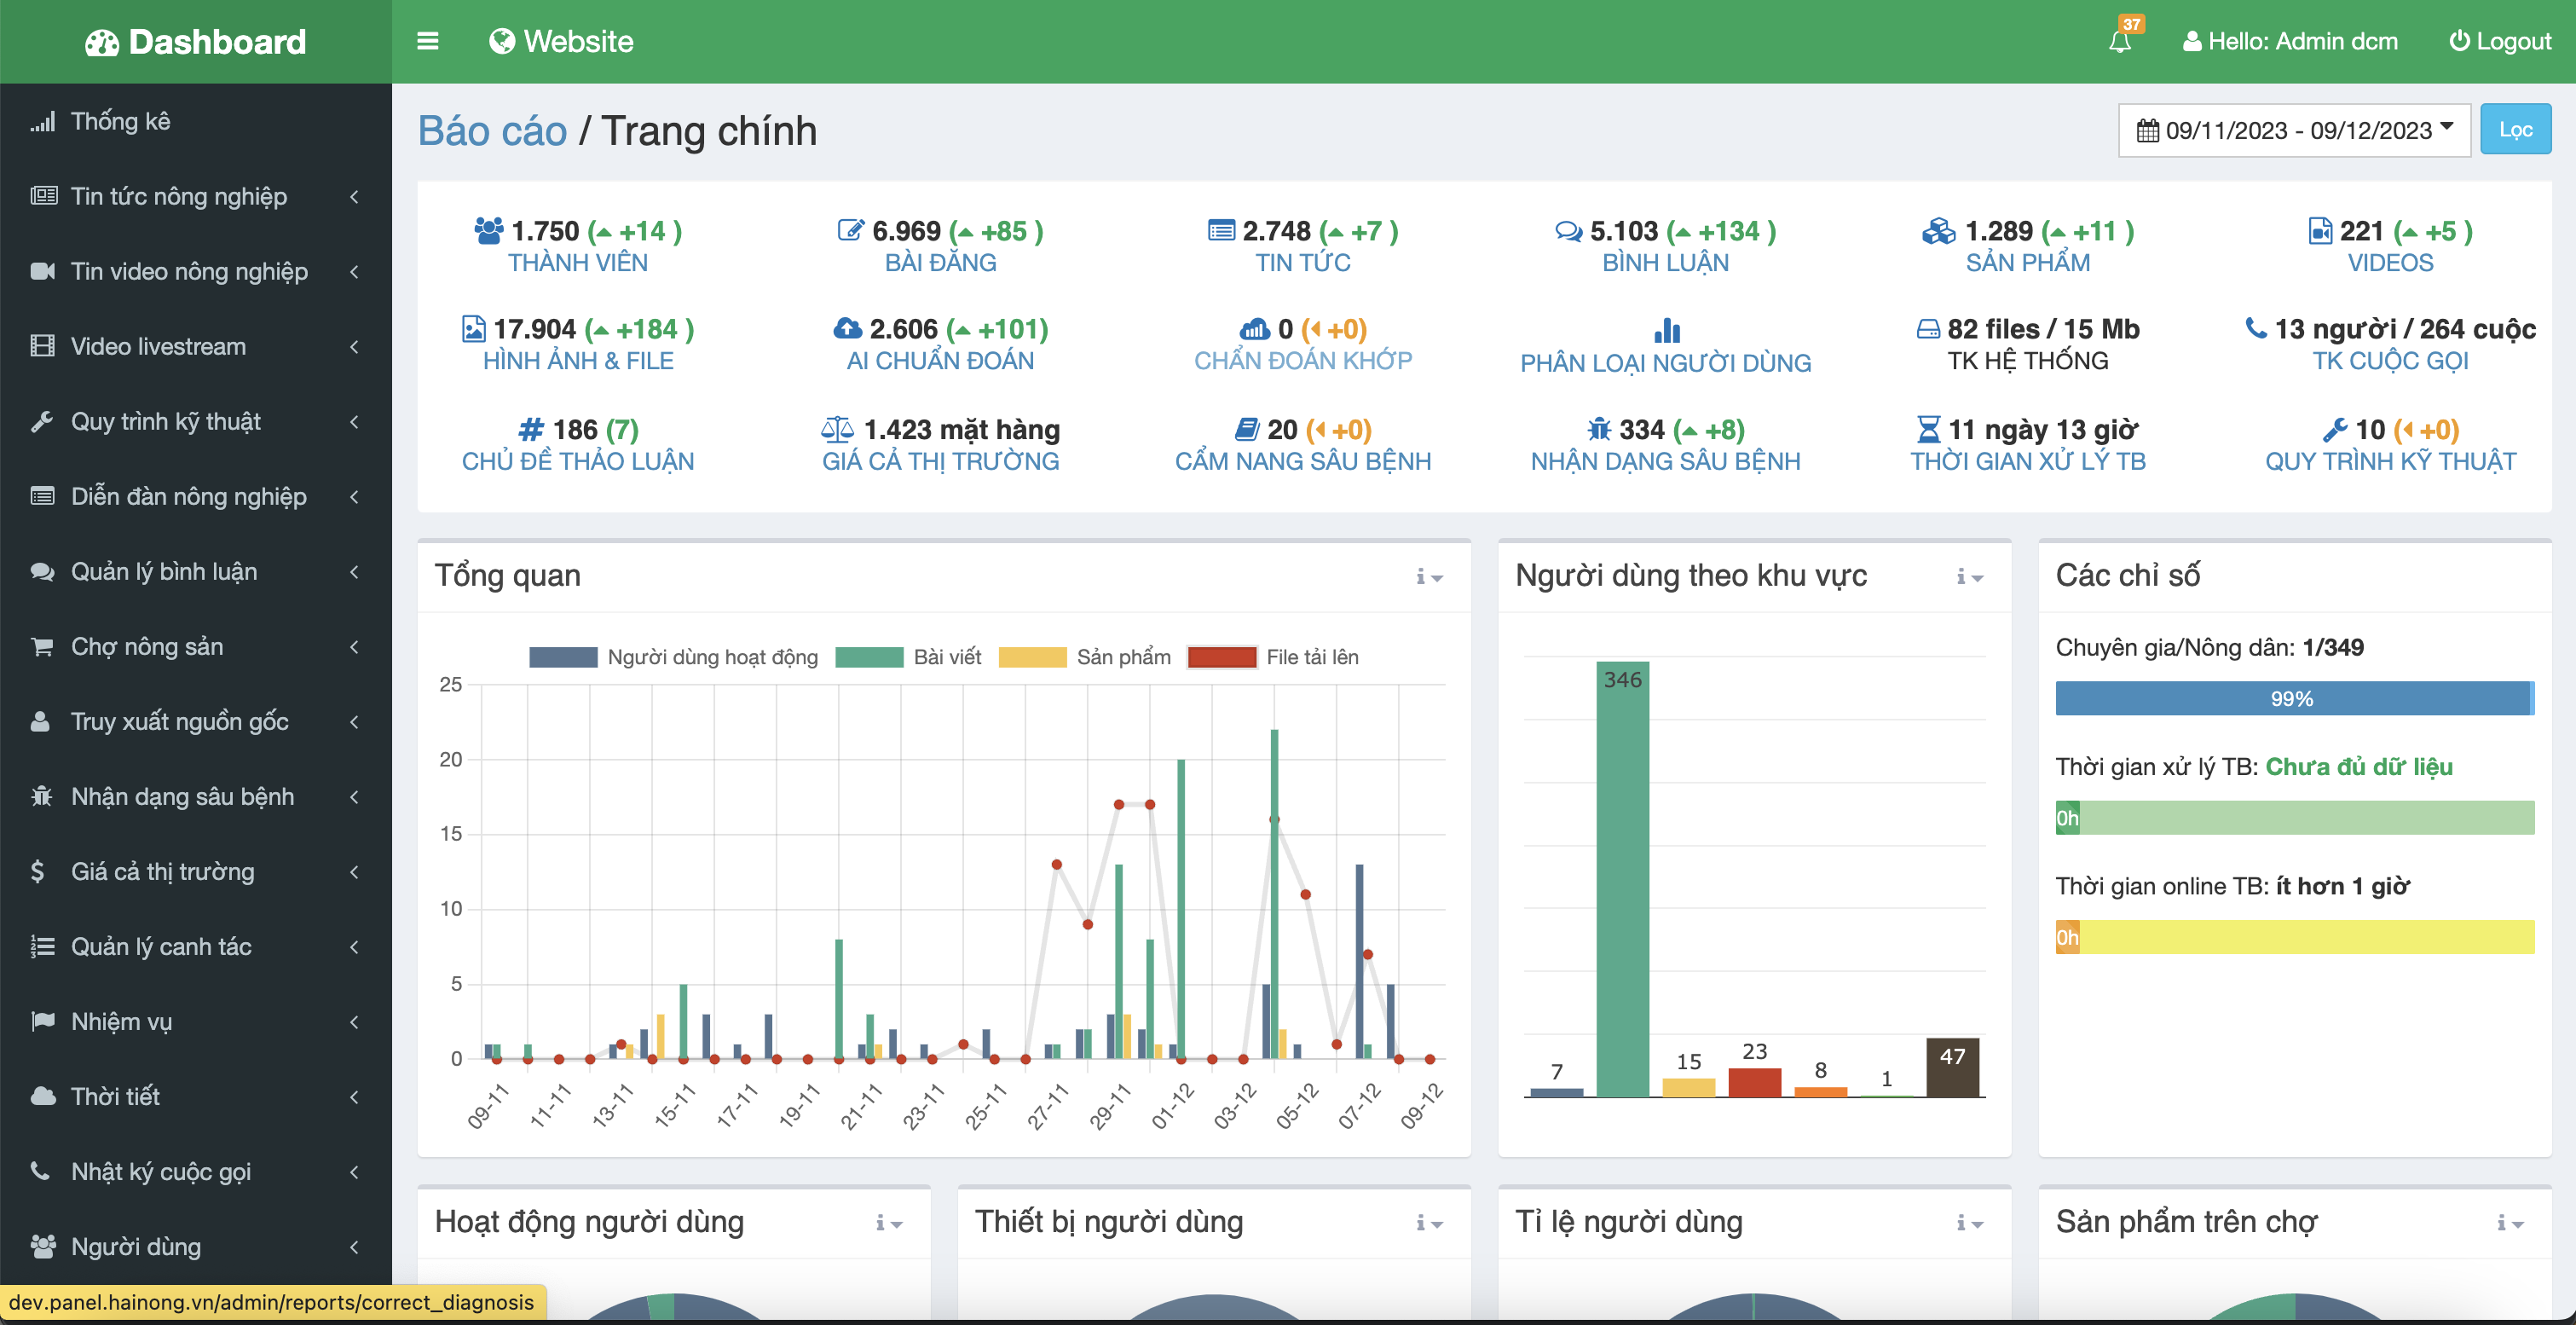 Dashboard
Website
37
Hello: Admin dcm
Logout
Thống kê
Tin tức nông nghiệp
Tin video nông nghiệp
Video livestream
Quy trình kỹ thuật
Diễn đàn nông nghiệp
Quản lý bình luận
Chợ nông sản
Truy xuất nguồn gốc
Nhận dạng sâu bệnh
Giá cả thị trường
Quản lý canh tác
Nhiệm vụ
Thời tiết
Nhật ký cuộc gọi
Người dùng
dev.panel.hainong.vn/admin/reports/correct_diagnosis
Báo cáo / Trang chính
09/11/2023 - 09/12/2023
Lọc
1.750 (+14 )
THÀNH VIÊN
6.969 (+85 )
BÀI ĐĂNG
2.748 (+7 )
TIN TỨC
5.103 (+134 )
BÌNH LUẬN
1.289 (+11 )
SẢN PHẨM
221 (+5 )
VIDEOS
17.904 (+184 )
HÌNH ẢNH & FILE
2.606 (+101)
AI CHUẨN ĐOÁN
0 (+0)
CHẨN ĐOÁN KHỚP
PHÂN LOẠI NGƯỜI DÙNG
82 files / 15 Mb
TK HỆ THỐNG
13 người / 264 cuộc
TK CUỘC GỌI
186 (7)
CHỦ ĐỀ THẢO LUẬN
1.423 mặt hàng
GIÁ CẢ THỊ TRƯỜNG
20 (+0)
CẨM NANG SÂU BỆNH
334 (+8)
NHẬN DẠNG SÂU BỆNH
11 ngày 13 giờ
THỜI GIAN XỬ LÝ TB
10 (+0)
QUY TRÌNH KỸ THUẬT
Tổng quan
Người dùng hoạt động
Bài viết
Sản phẩm
File tải lên
25
20
15
10
5
0
09-11
11-11
13-11
15-11
17-11
19-11
21-11
23-11
25-11
27-11
29-11
01-12
03-12
05-12
07-12
09-12
Người dùng theo khu vực
7
346
15
23
8
1
47
Các chỉ số
Chuyên gia/Nông dân: 1/349
99%
Thời gian xử lý TB: Chưa đủ dữ liệu
0h
Thời gian online TB: ít hơn 1 giờ
0h
Hoạt động người dùng
Thiết bị người dùng
Tỉ lệ người dùng
Sản phẩm trên chợ